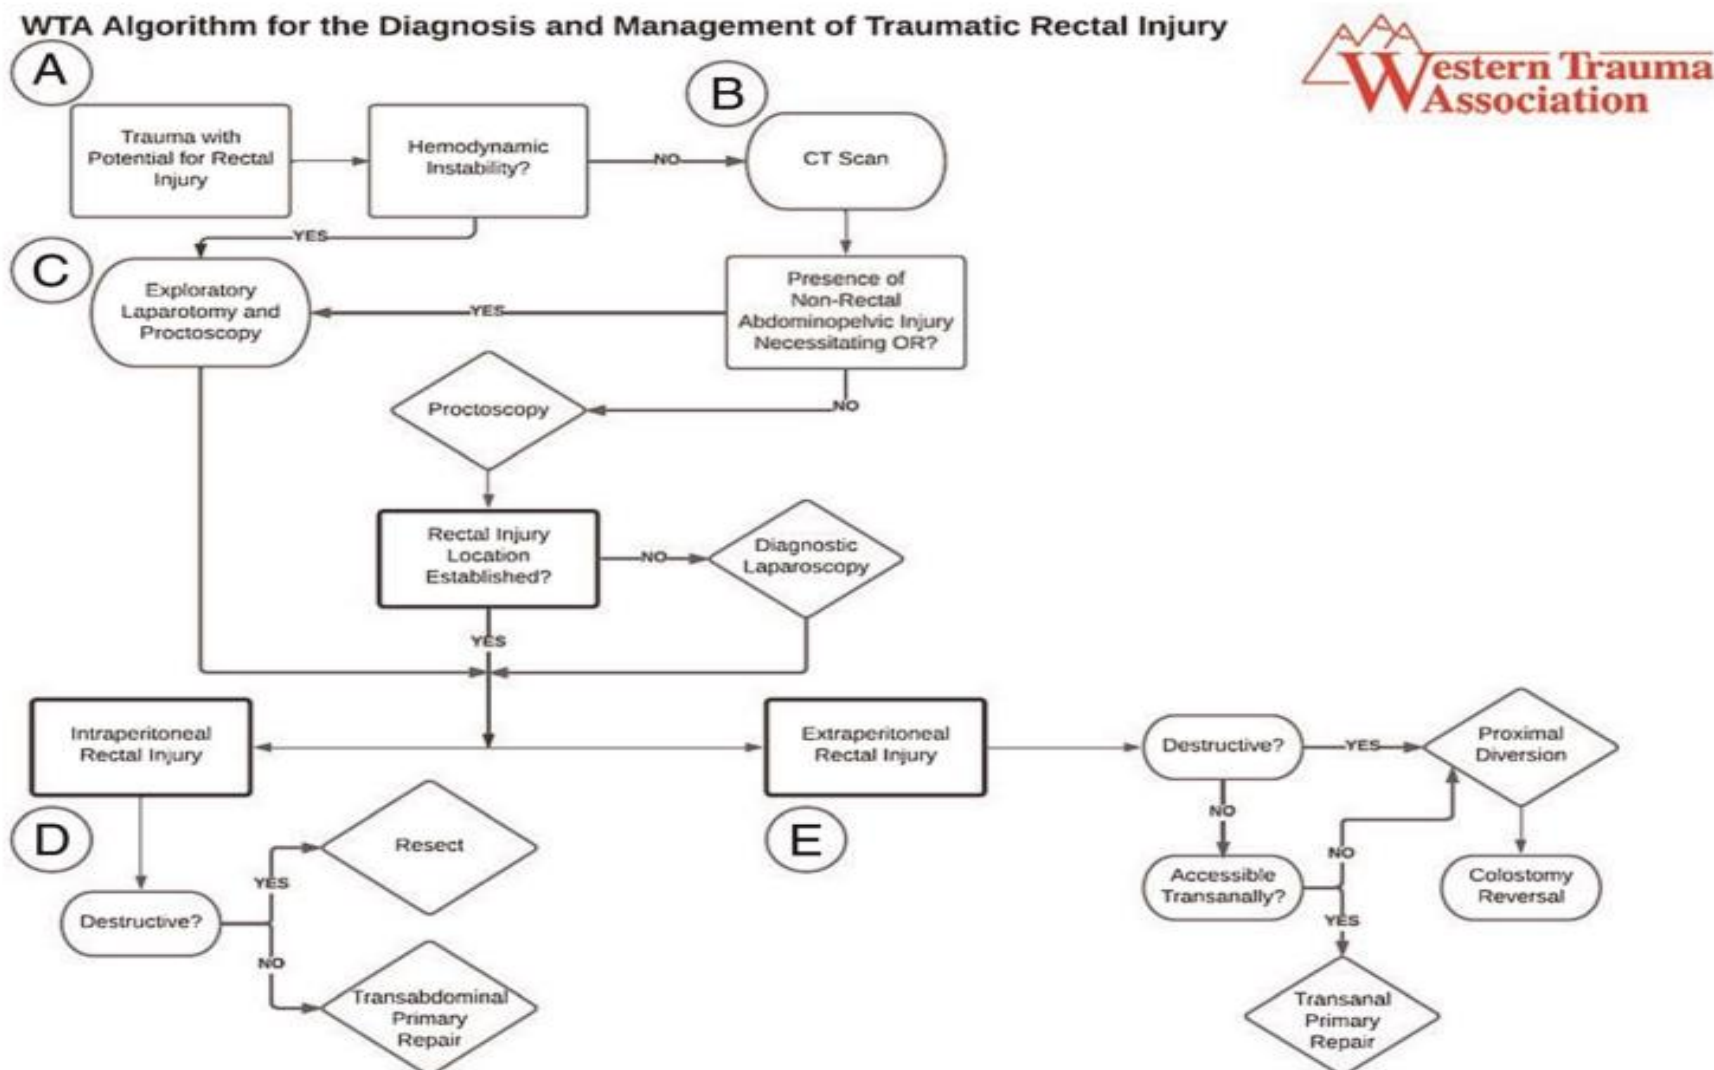 WTA Algorithm for the Diagnosis and Management of Traumatic Rectal Injury
Western Trauma
Association
A
Trauma with
Potential for Rectal
Injury
Hemodynamic
Instability?
NO
B
CT Scan
YES
C
Exploratory
Laparotomy and
Proctoscopy
YES
Presence of
Non-Rectal
Abdominopelvic Injury
Necessitating OR?
NO
Proctoscopy
Rectal Injury
Location
Established?
NO
Diagnostic
Laparoscopy
YES
Intraperitoneal
Rectal Injury
Extraperitoneal
Rectal Injury
Destructive?
YES
Proximal
Diversion
NO
D
Resect
E
NO
Accessible
Transanally?
Colostomy
Reversal
YES
Destructive?
YES
NO
Transabdominal
Primary
Repair
Transanal
Primary
Repair